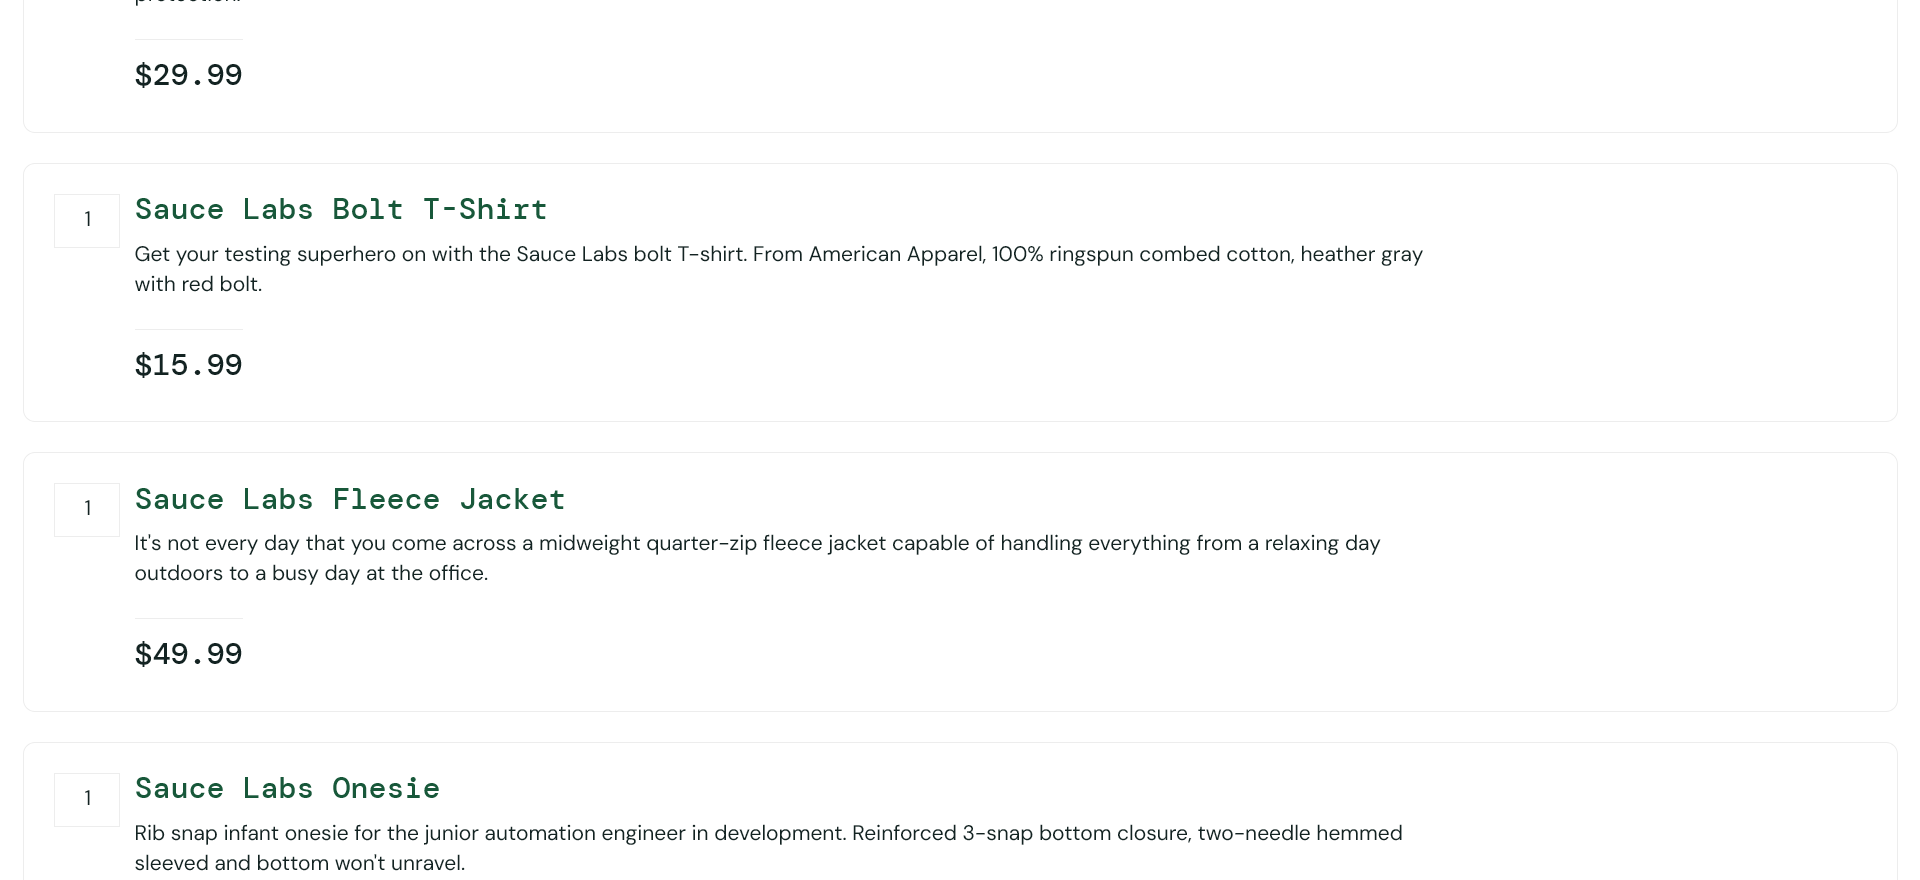 $29.99
1
Sauce Labs Bolt T-Shirt
Get your testing superhero on with the Sauce Labs bolt T-shirt. From American Apparel, 100% ringspun combed cotton, heather gray
with red bolt.
$15.99
1
Sauce Labs Fleece Jacket
It's not every day that you come across a midweight quarter-zip fleece jacket capable of handling everything from a relaxing day
outdoors to a busy day at the office.
$49.99
1
Sauce Labs Onesie
Rib snap infant onesie for the junior automation engineer in development. Reinforced 3-snap bottom closure, two-needle hemmed
sleeved and bottom won't unravel.